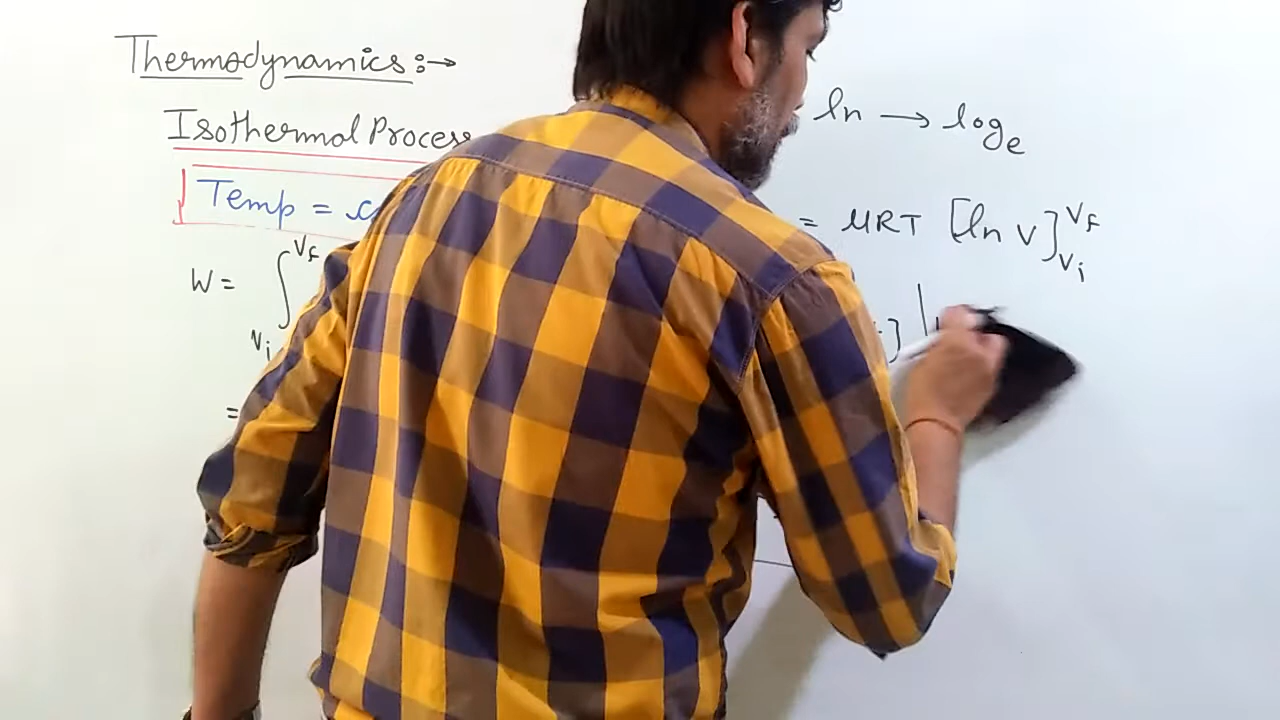 Thermodynamics :→
Isothermal Process
Temp =
W = ∫ Vf Vi
=
ln → loge
= μRT [ln V] Vf Vi